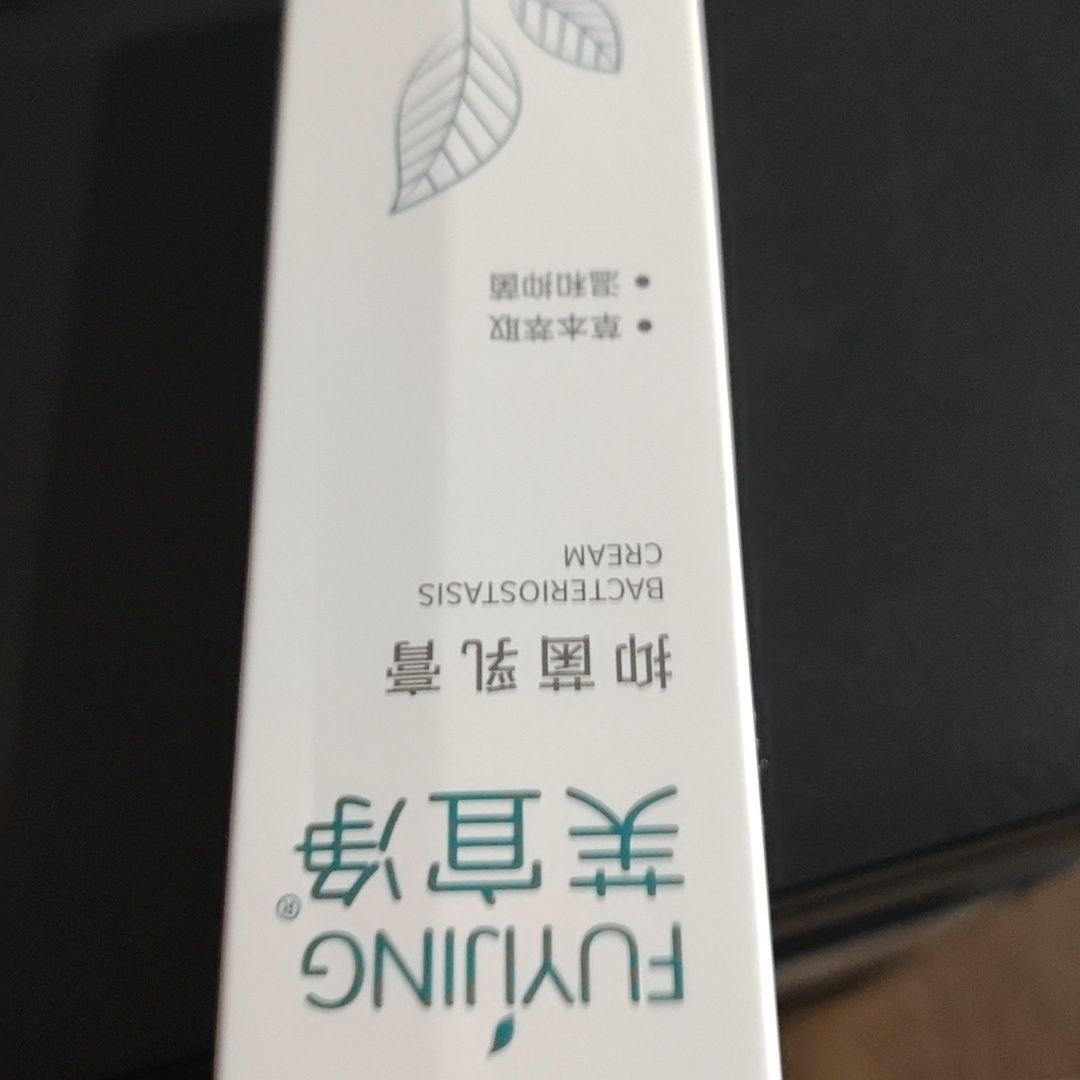 FUYIJING
芙宜净®
抑菌乳膏
BACTERIOSTASIS
CREAM
• 草本萃取
• 温和抑菌